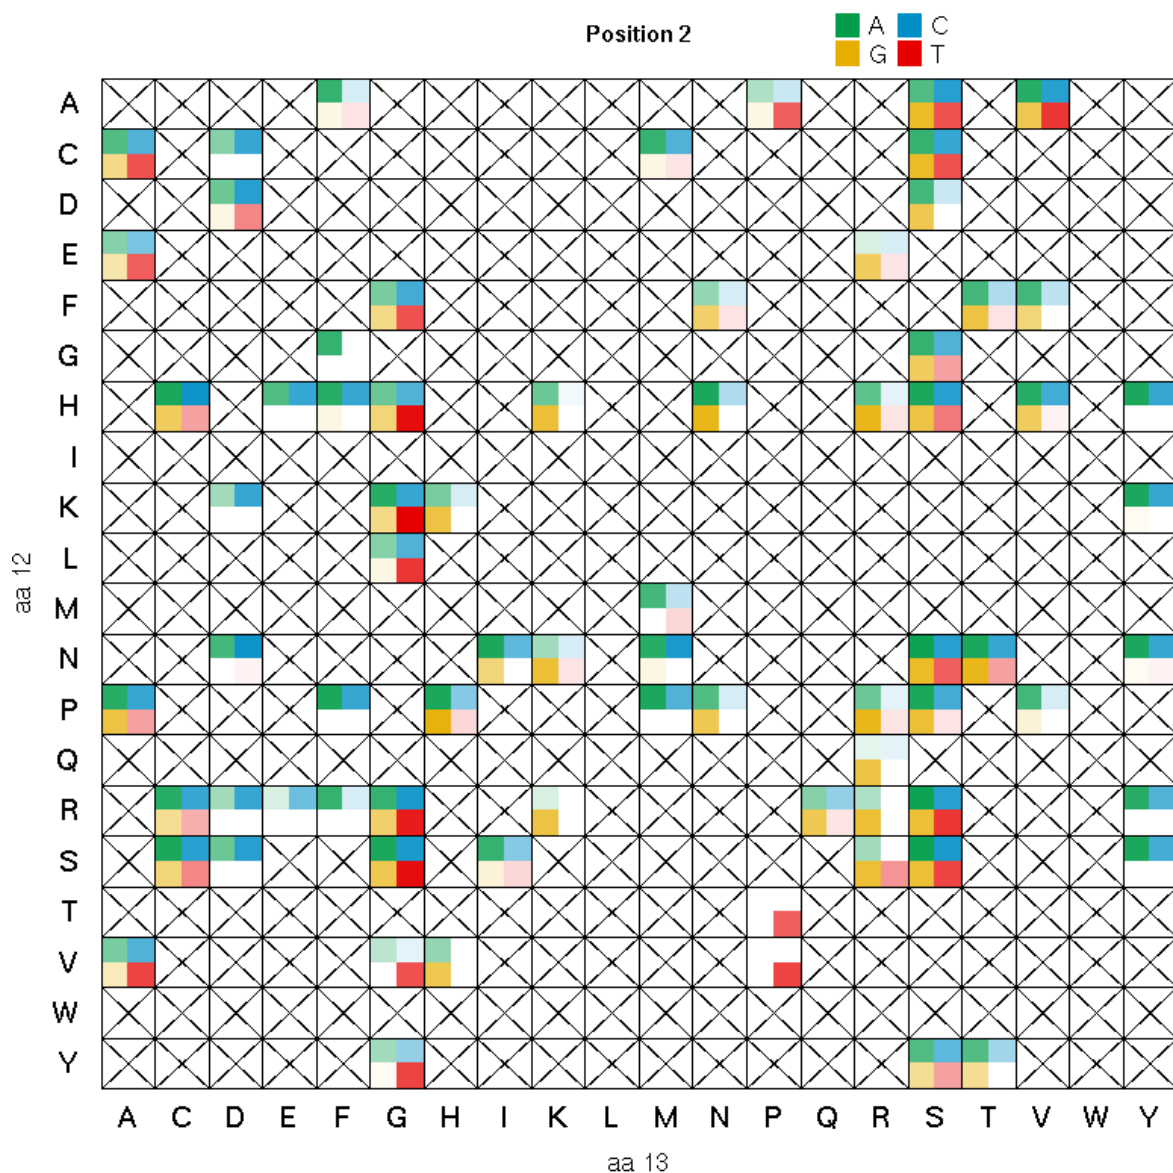 Position 2
A C
G T
A
C
D
E
F
G
H
I
K
L
M
N
P
Q
R
S
T
V
W
Y
aa 12
A C D E F G H I K L M N P Q R S T V W Y
aa 13